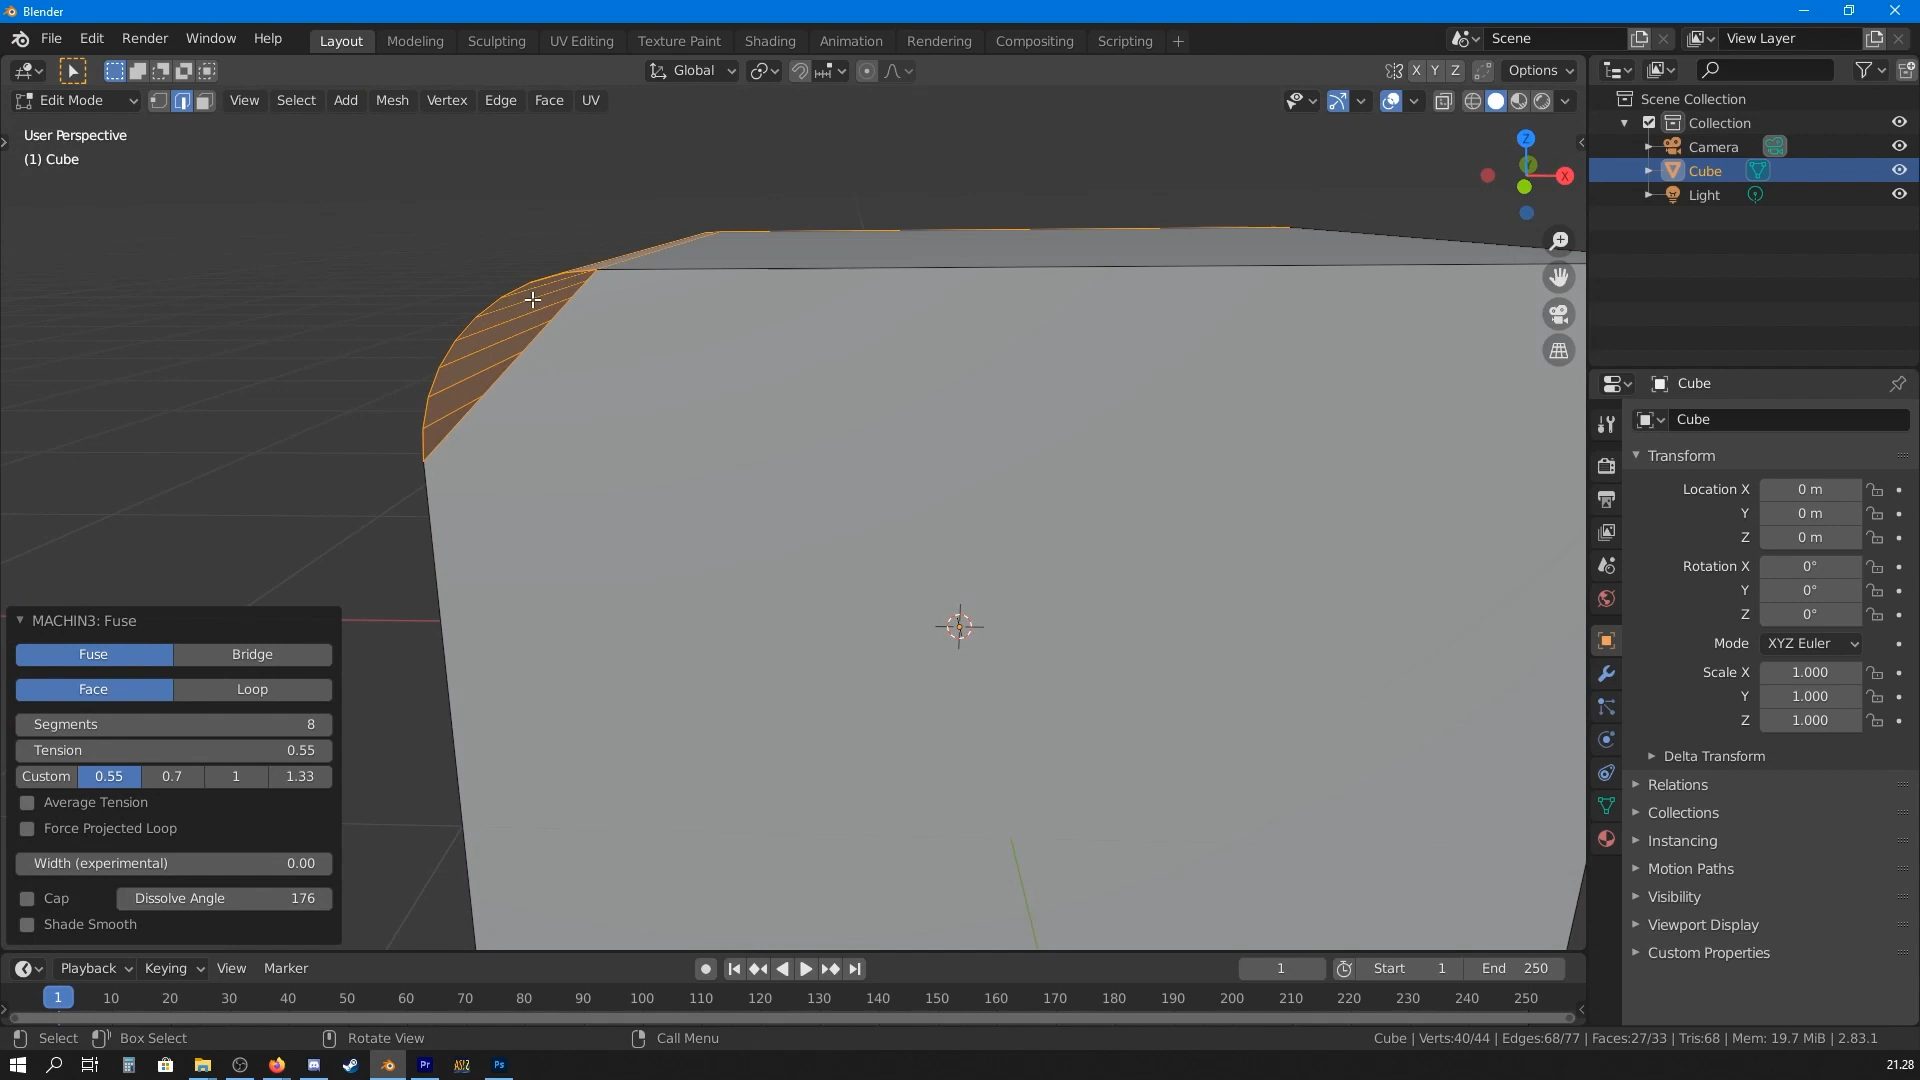 Blender
File Edit Render Window Help
Layout Modeling Sculpting UV Editing Texture Paint Shading Animation Rendering Compositing Scripting +
Scene
View Layer
Global
X Y Z
Options
Edit Mode
View Select Add Mesh Vertex Edge Face UV
User Perspective
(1) Cube
Z
Y
X
Scene Collection
Collection
Camera
Cube
Light
Cube
Cube
Transform
Location X 0 m
Y 0 m
Z 0 m
Rotation X 0°
Y 0°
Z 0°
Mode XYZ Euler
Scale X 1.000
Y 1.000
Z 1.000
Delta Transform
Relations
Collections
Instancing
Motion Paths
Visibility
Viewport Display
Custom Properties
MACHIN3: Fuse
Fuse Bridge
Face Loop
Segments 8
Tension 0.55
Custom 0.55 0.7 1 1.33
Average Tension
Force Projected Loop
Width (experimental) 0.00
Cap Dissolve Angle 176
Shade Smooth
Playback Keying View Marker
1 Start 1 End 250
1 10 20 30 40 50 60 70 80 90 100 110 120 130 140 150 160 170 180 190 200 210 220 230 240 250
Select Box Select Rotate View Call Menu
Cube | Verts:40/44 | Edges:68/77 | Faces:27/33 | Tris:68 | Mem: 19.7 MiB | 2.83.1
Pr
Ps
21.28